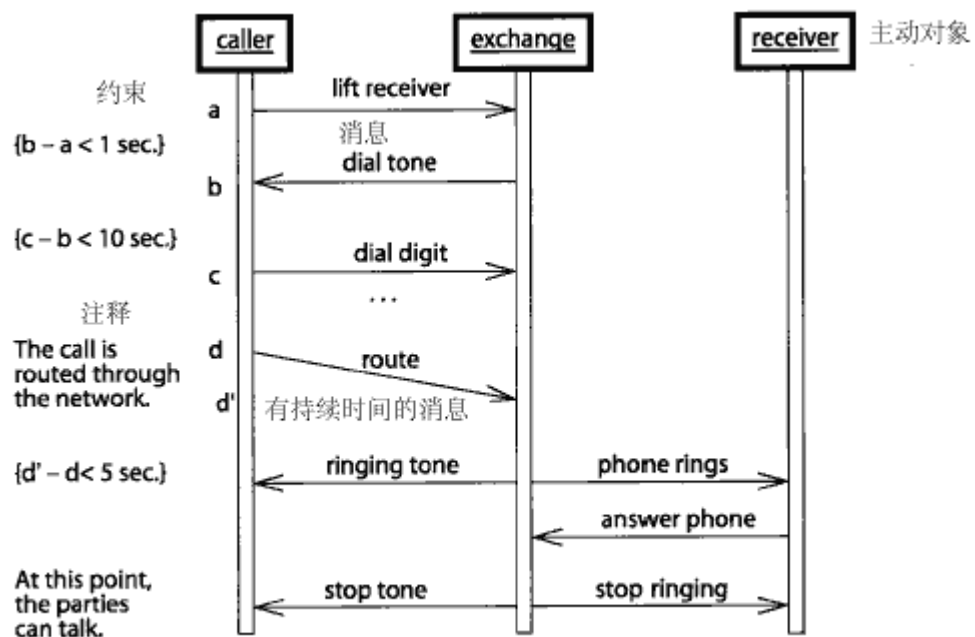 caller
exchange
receiver
主动对象
约束
a
lift receiver
{b – a < 1 sec.}
消息
dial tone
b
{c – b < 10 sec.}
dial digit
c
...
注释
The call is
routed through
the network.
d
route
d'
有持续时间的消息
{d' – d< 5 sec.}
ringing tone
phone rings
answer phone
At this point,
the parties
can talk.
stop tone
stop ringing